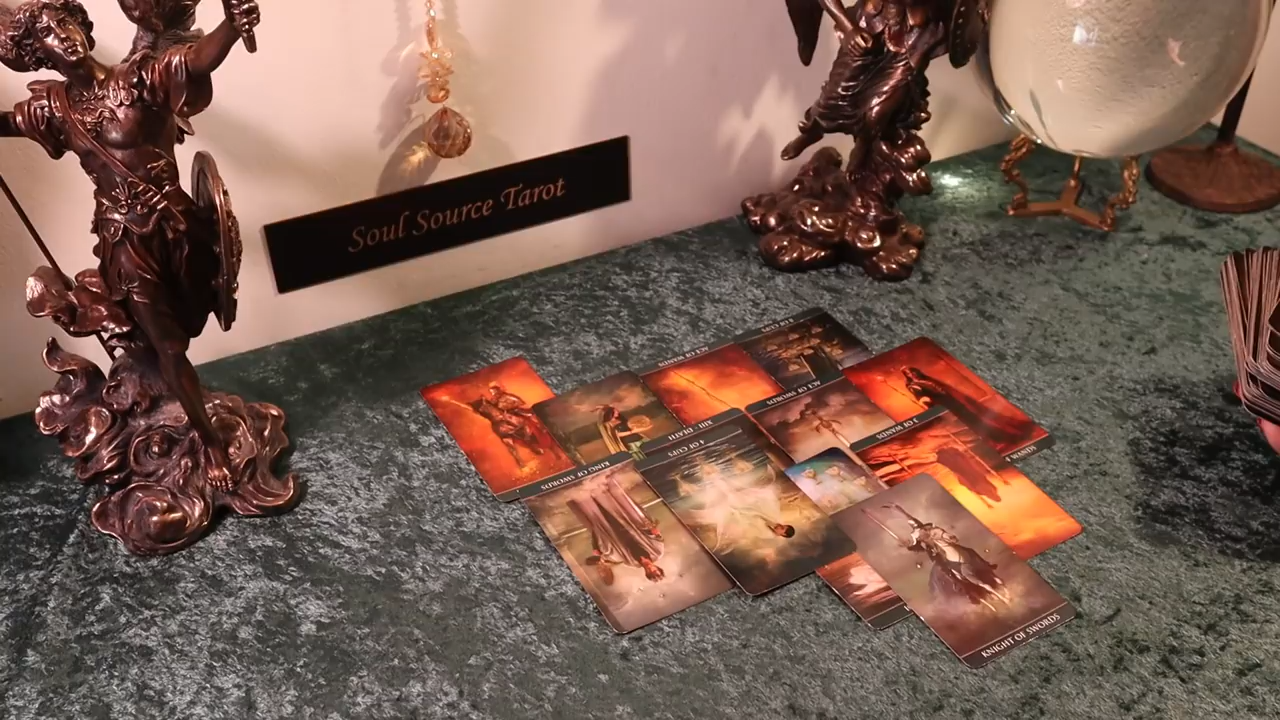 Soul Source Tarot
ACE OF WANDS
ACE OF SWORDS
3 OF WANDS
XIII - DEATH
4 OF CUPS
KING OF SWORDS
KNIGHT OF SWORDS